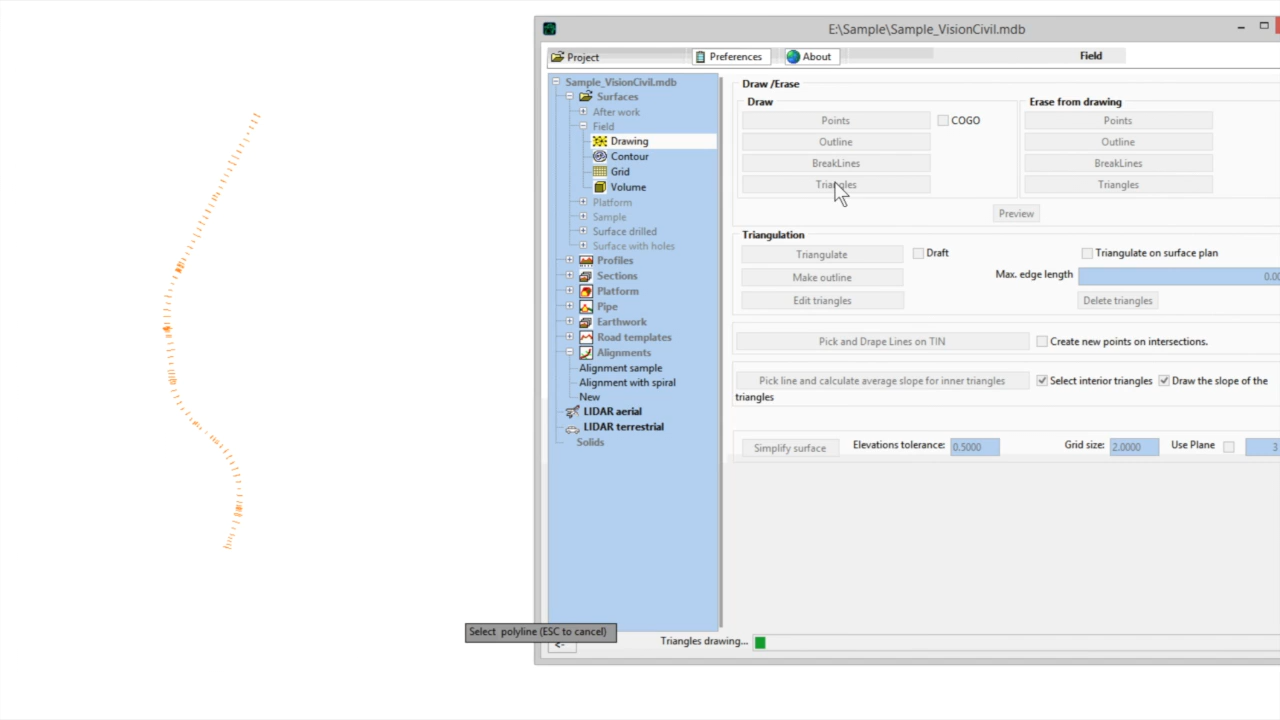 E:\Sample\Sample_VisionCivil.mdb
Project
Preferences
About
Field
Sample_VisionCivil.mdb
Surfaces
After work
Field
Drawing
Contour
Grid
Volume
Platform
Sample
Surface drilled
Surface with holes
Profiles
Sections
Platform
Pipe
Earthwork
Road templates
Alignments
Alignment sample
Alignment with spiral
New
LIDAR aerial
LIDAR terrestrial
Solids
Draw /Erase
Draw
Points
COGO
Outline
BreakLines
Triangles
Erase from drawing
Points
Outline
BreakLines
Triangles
Preview
Triangulation
Triangulate
Draft
Triangulate on surface plan
Make outline
Max. edge length
0.00
Edit triangles
Delete triangles
Pick and Drape Lines on TIN
Create new points on intersections.
Pick line and calculate average slope for inner triangles
Select interior triangles
Draw the slope of the
triangles
Simplify surface
Elevations tolerance:
0.5000
Grid size:
2.0000
Use Plane
3
Select polyline (ESC to cancel)
<-
Triangles drawing...